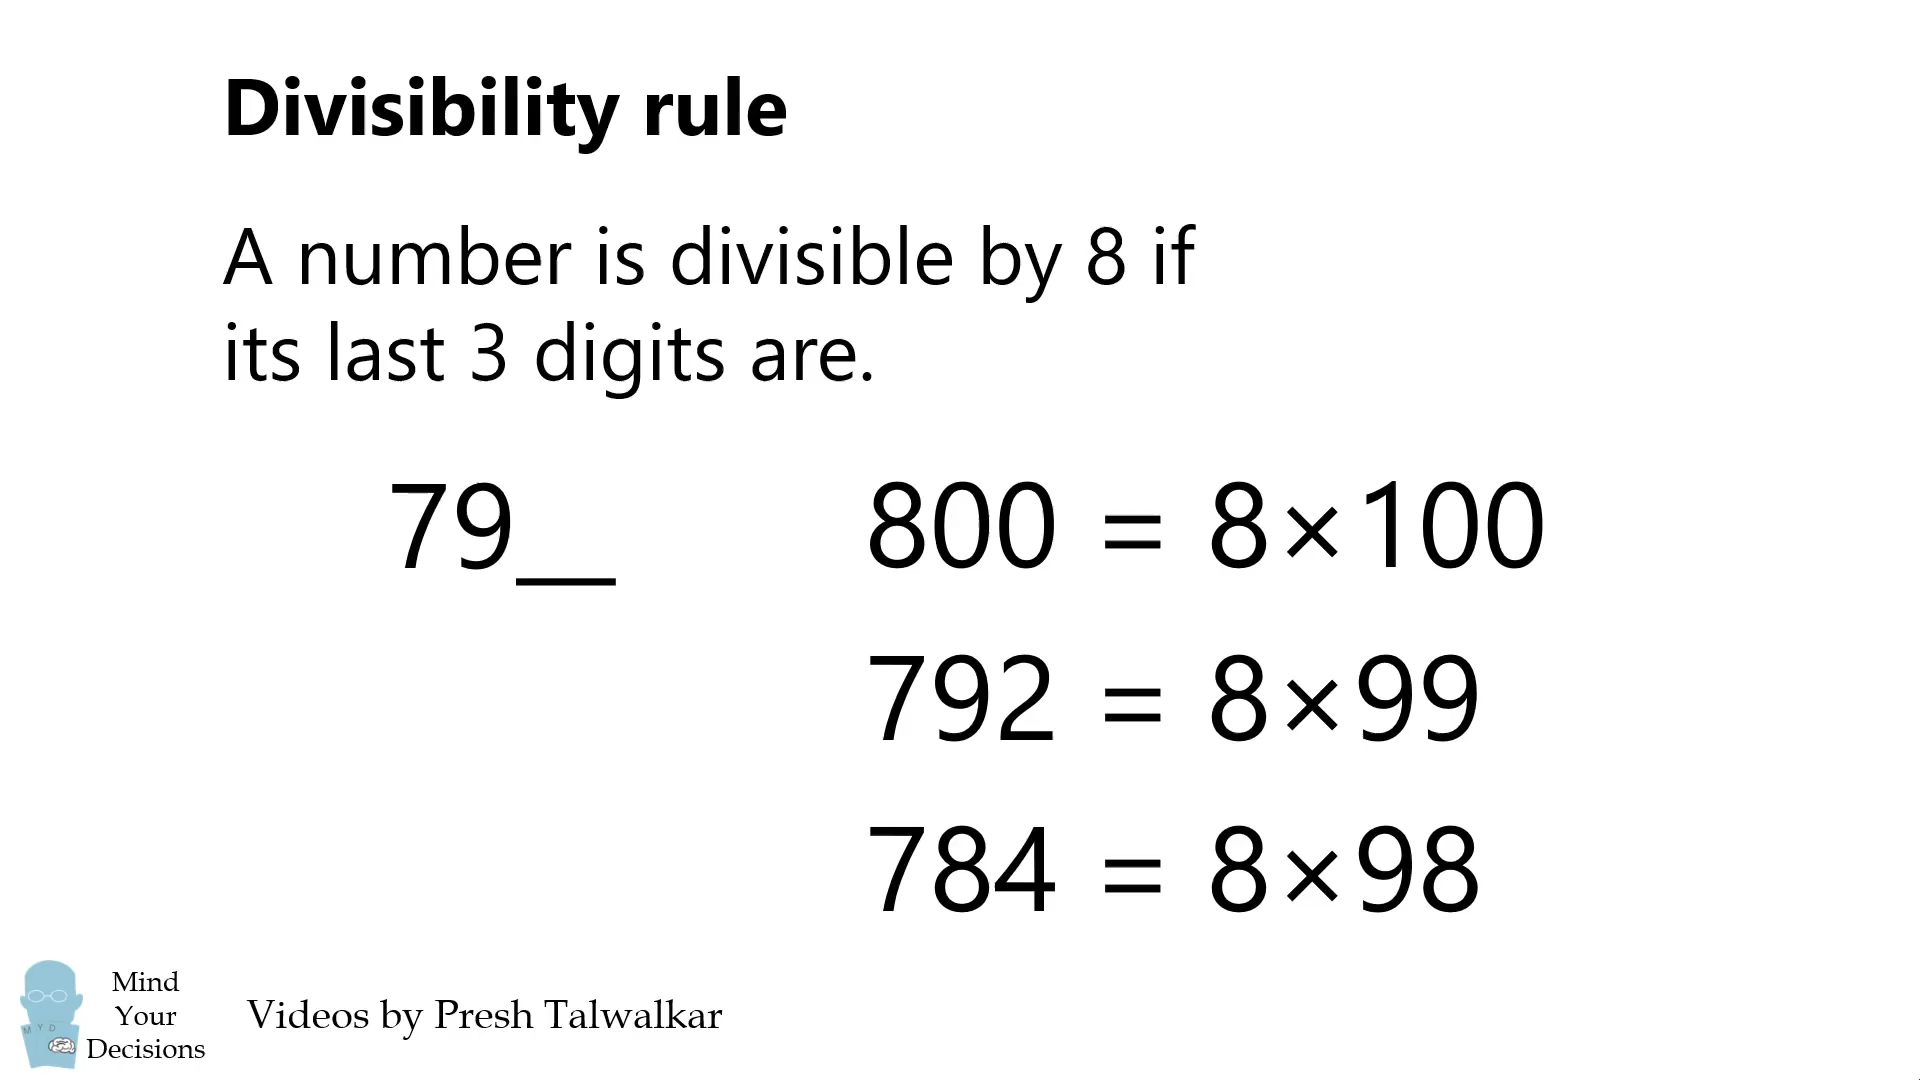 Divisibility rule
A number is divisible by 8 if
its last 3 digits are.
79__ 800 = 8×100
792 = 8×99
784 = 8×98
Mind
Your
Decisions
M Y D
Videos by Presh Talwalkar